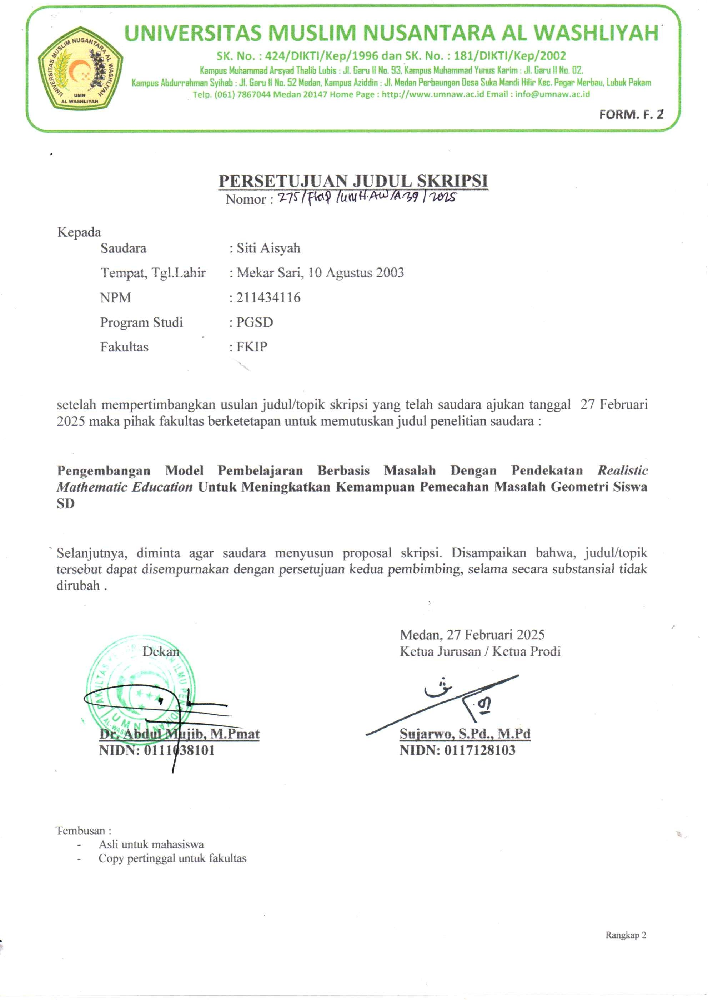 UNIVERSITAS MUSLIM NUSANTARA AL WASHLIYAH
SK. No. : 424/DIKTI/Kep/1996 dan SK. No. : 181/DIKTI/Kep/2002
Kampus Muhammad Arsyad Thalib Lubis : Jl. Garu II No. 93, Kampus Muhammad Yunus Karim : Jl. Garu II No. 02,
Kampus Abdurrahman Syihab : Jl. Garu II No. 52 Medan, Kampus Aziddin : Jl. Medan Perbaungan Desa Suka Mandi Hilir Kec. Pagar Merbau, Lubuk Pakam
Telp. (061) 7867044 Medan 20147 Home Page : http://www.umnaw.ac.id Email : info@umnaw.ac.id
UNIVERSITAS MUSLIM NUSANTARA AL WASHLIYAH
UMN
AL WASHLIYAH
FORM. F. 2
PERSETUJUAN JUDUL SKRIPSI
Nomor : 275/FKIP/UMN.AW/A.39/2025
Kepada
Saudara : Siti Aisyah
Tempat, Tgl.Lahir : Mekar Sari, 10 Agustus 2003
NPM : 211434116
Program Studi : PGSD
Fakultas : FKIP
setelah mempertimbangkan usulan judul/topik skripsi yang telah saudara ajukan tanggal 27 Februari
2025 maka pihak fakultas berketetapan untuk memutuskan judul penelitian saudara :
Pengembangan Model Pembelajaran Berbasis Masalah Dengan Pendekatan Realistic
Mathematic Education Untuk Meningkatkan Kemampuan Pemecahan Masalah Geometri Siswa
SD
Selanjutnya, diminta agar saudara menyusun proposal skripsi. Disampaikan bahwa, judul/topik
tersebut dapat disempurnakan dengan persetujuan kedua pembimbing, selama secara substansial tidak
dirubah .
Medan, 27 Februari 2025
Dekan
Ketua Jurusan / Ketua Prodi
UMN
Dr. Abdul Mujib, M.Pmat
NIDN: 0111038101
Sujarwo, S.Pd., M.Pd
NIDN: 0117128103
Tembusan :
- Asli untuk mahasiswa
- Copy pertinggal untuk fakultas
Rangkap 2